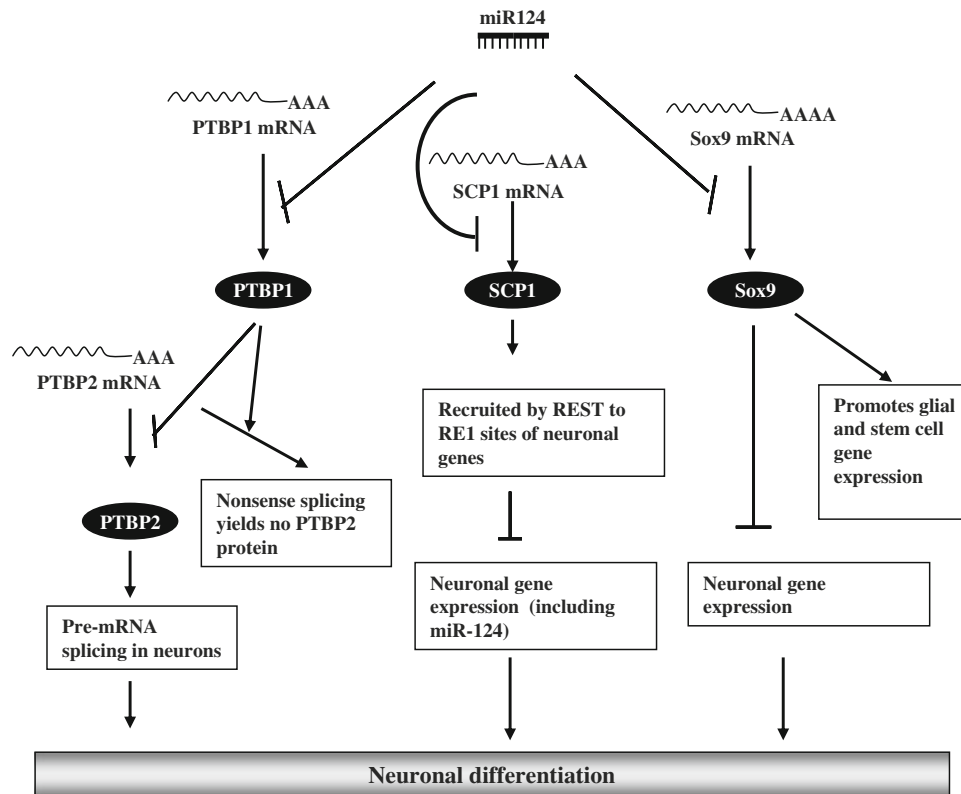 miR124
AAA
PTBP1 mRNA
AAAA
Sox9 mRNA
AAA
SCP1 mRNA
PTBP1
SCP1
Sox9
AAA
PTBP2 mRNA
Recruited by REST to
RE1 sites of neuronal
genes
Promotes glial
and stem cell
gene
expression
Nonsense splicing
yields no PTBP2
protein
PTBP2
Neuronal gene
expression (including
miR-124)
Neuronal gene
expression
Pre-mRNA
splicing in neurons
Neuronal differentiation